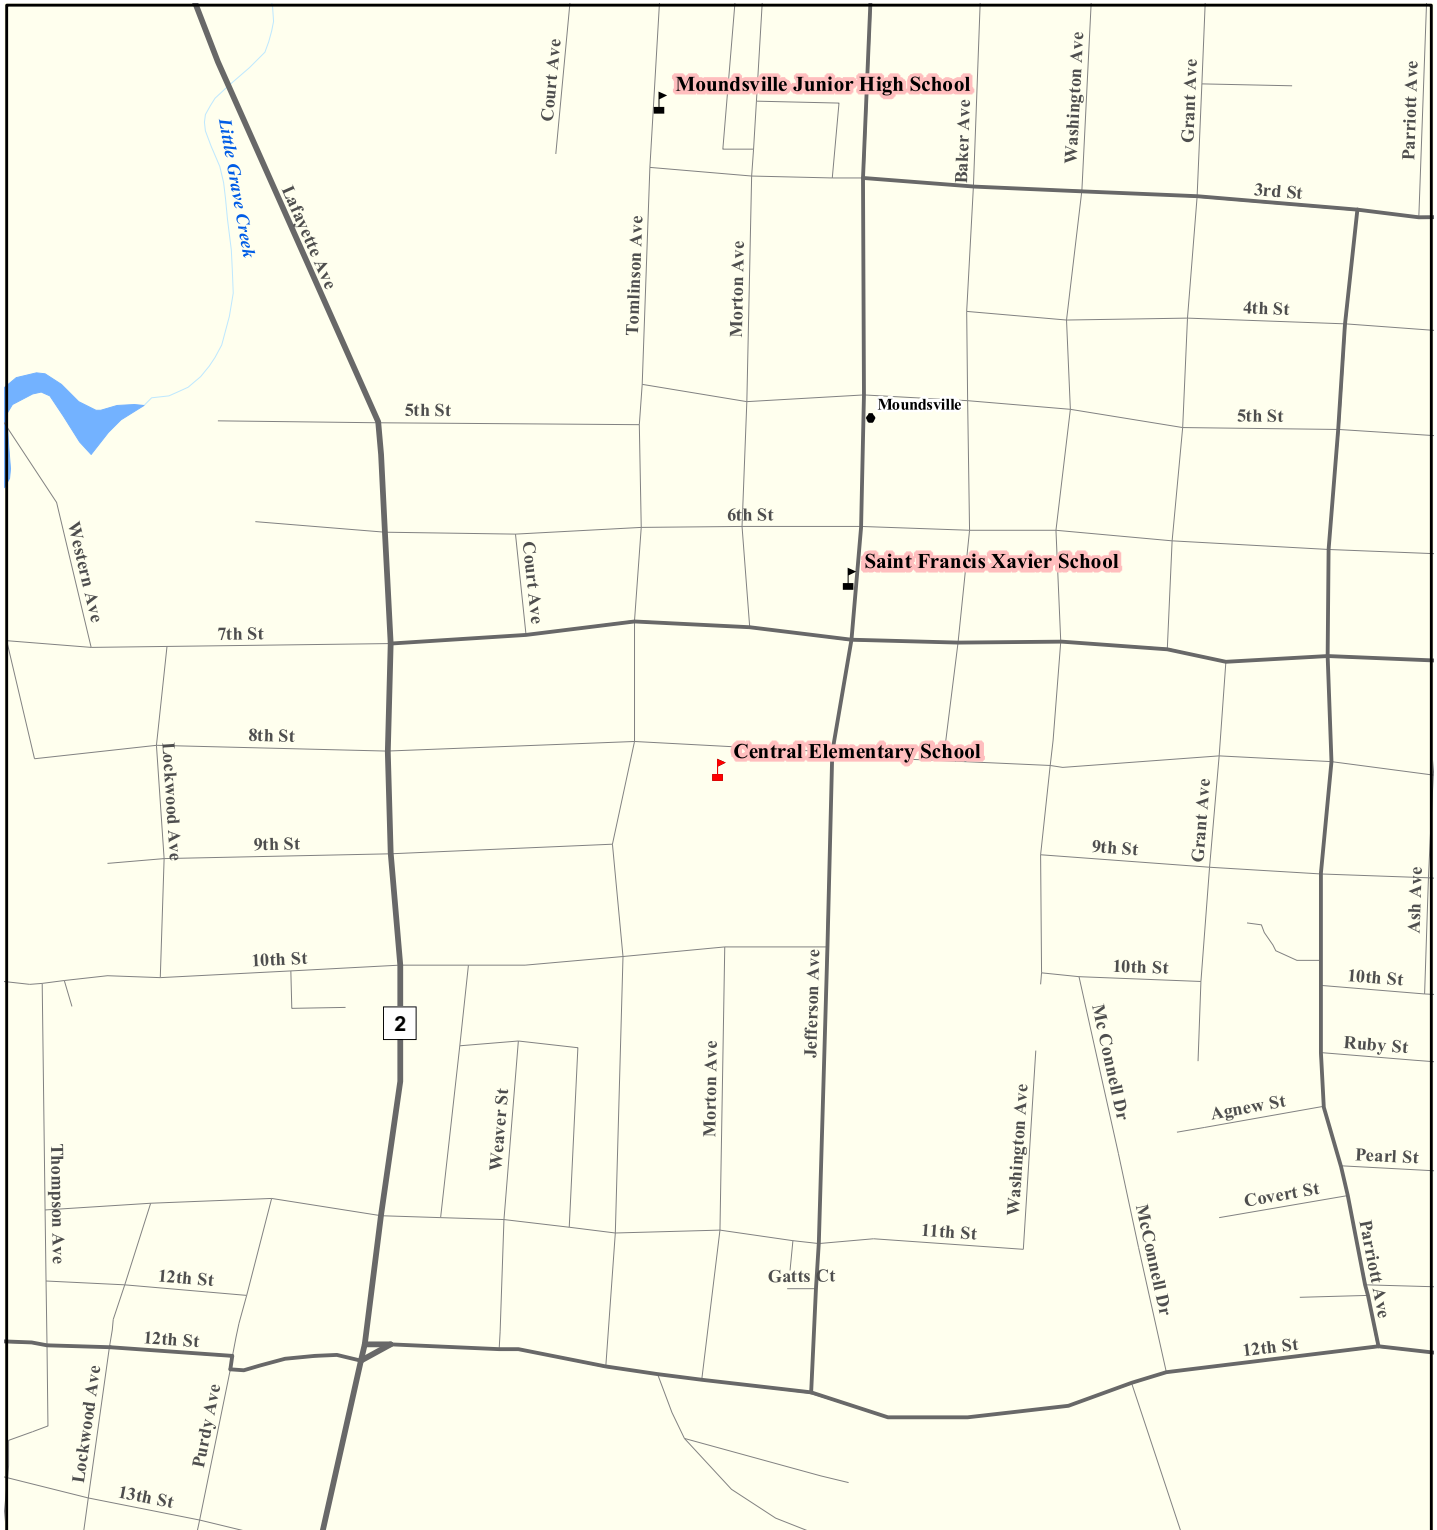 Court Ave
Moundsville Junior High School
Baker Ave
Washington Ave
Grant Ave
Parriott Ave
Little Grave Creek
Lafayette Ave
3rd St
Tomlinson Ave
Morton Ave
4th St
5th St
Moundsville
5th St
Western Ave
6th St
Court Ave
Saint Francis Xavier School
7th St
8th St
Lockwood Ave
Central Elementary School
Grant Ave
9th St
9th St
Ash Ave
10th St
10th St
10th St
2
Jefferson Ave
Mc Connell Dr
Ruby St
Morton Ave
Weaver St
Washington Ave
Agnew St
Thompson Ave
Pearl St
Covert St
11th St
McConnell Dr
Parriott Ave
12th St
Gatts Ct
12th St
12th St
Lockwood Ave
Purdy Ave
13th St